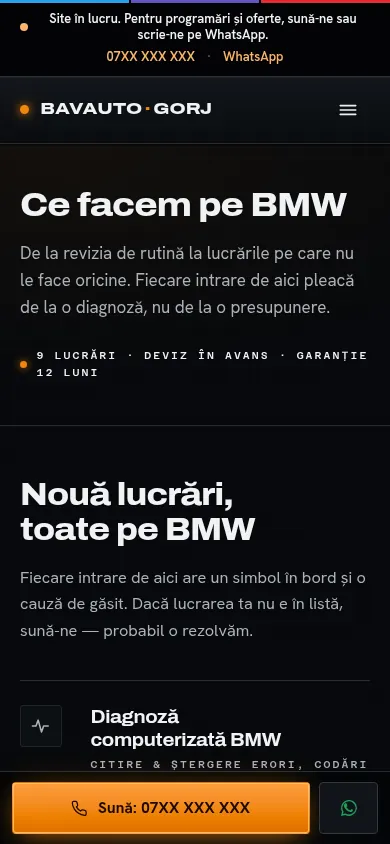 Site în lucru. Pentru programări și oferte, sună-ne sau
scrie-ne pe WhatsApp.
07XX XXX XXX · WhatsApp
BAVAUTO·GORJ
Ce facem pe BMW
De la revizia de rutină la lucrările pe care nu
le face oricine. Fiecare intrare de aici pleacă
de la o diagnoză, nu de la o presupunere.
9 LUCRĂRI · DEVIZ ÎN AVANS · GARANȚIE
12 LUNI
Nouă lucrări,
toate pe BMW
Fiecare intrare de aici are un simbol în bord și o
cauză de găsit. Dacă lucrarea ta nu e în listă,
sună-ne — probabil o rezolvăm.
Diagnoză
computerizată BMW
CITIRE & ȘTERGERE ERORI, CODĂRI
Sună: 07XX XXX XXX